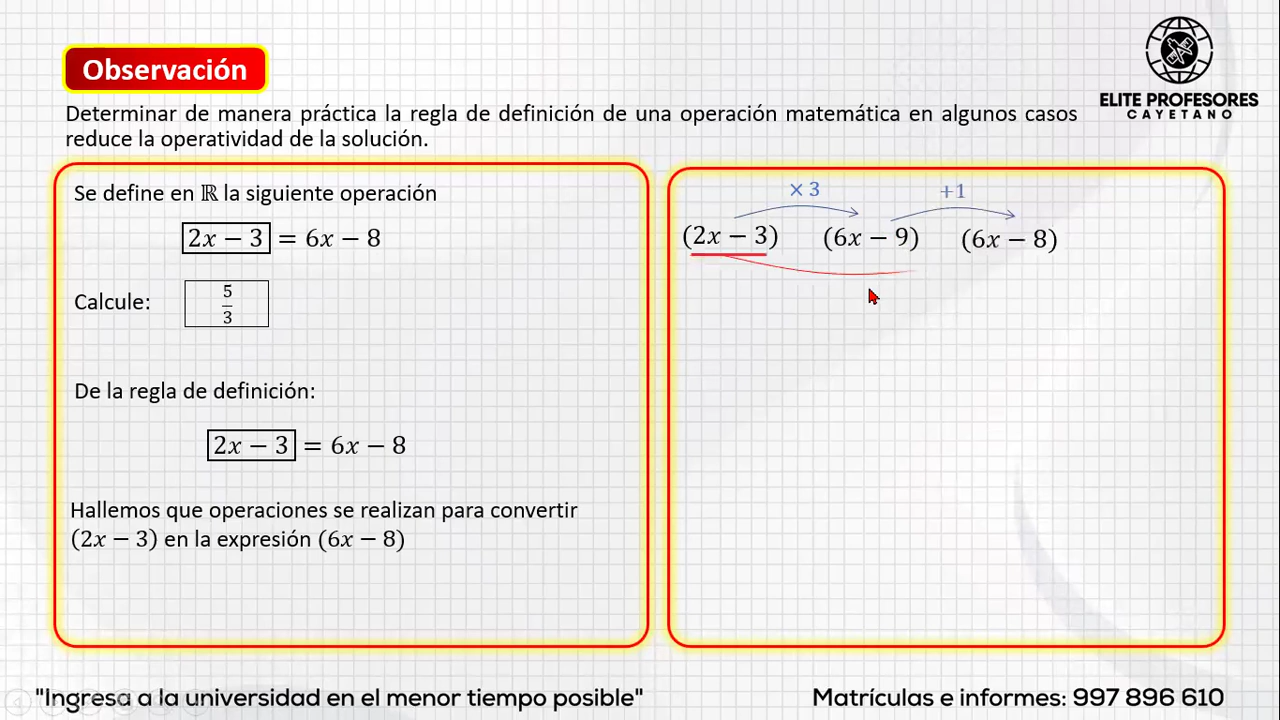 Observación
ELITE PROFESORES
CAYETANO
Determinar de manera práctica la regla de definición de una operación matemática en algunos casos
reduce la operatividad de la solución.
Se define en ℝ la siguiente operación
2x − 3 = 6x − 8
Calcule: 5/3
De la regla de definición:
2x − 3 = 6x − 8
Hallemos que operaciones se realizan para convertir
(2x − 3) en la expresión (6x − 8)
× 3 +1
(2x − 3) (6x − 9) (6x − 8)
"Ingresa a la universidad en el menor tiempo posible"
Matrículas e informes: 997 896 610